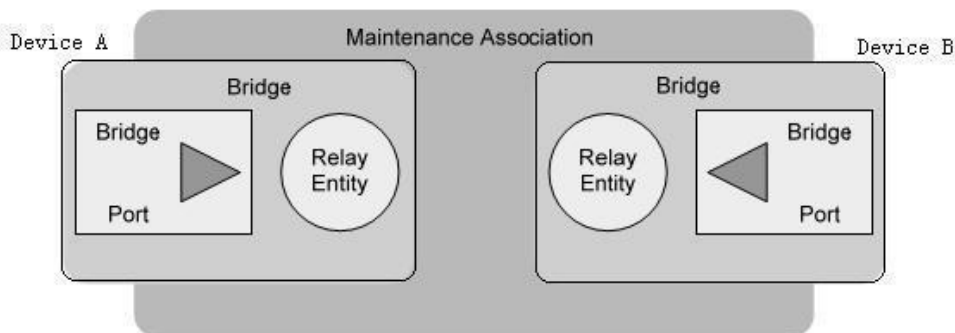 Device A
Maintenance Association
Device B
Bridge
Bridge
Port
Relay
Entity
Bridge
Relay
Entity
Bridge
Port